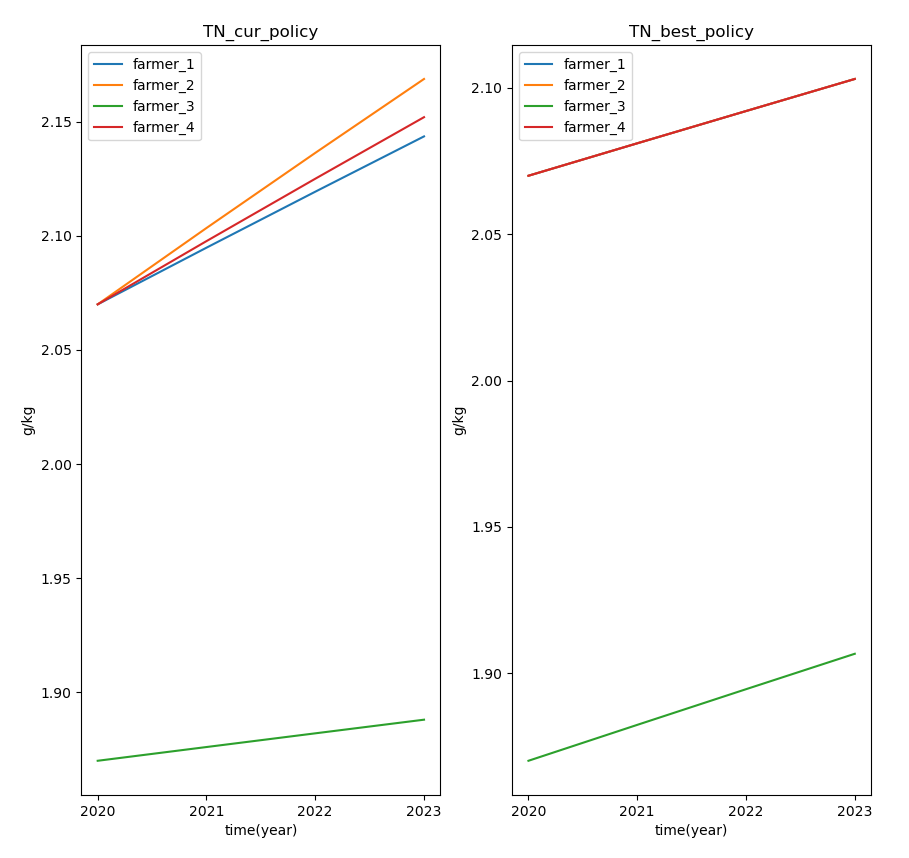 TN_cur_policy
farmer_1
farmer_2
farmer_3
farmer_4
2.15
2.10
2.05
2.00
1.95
1.90
g/kg
2020
2021
2022
2023
time(year)
TN_best_policy
farmer_1
farmer_2
farmer_3
farmer_4
2.10
2.05
2.00
1.95
1.90
g/kg
2020
2021
2022
2023
time(year)